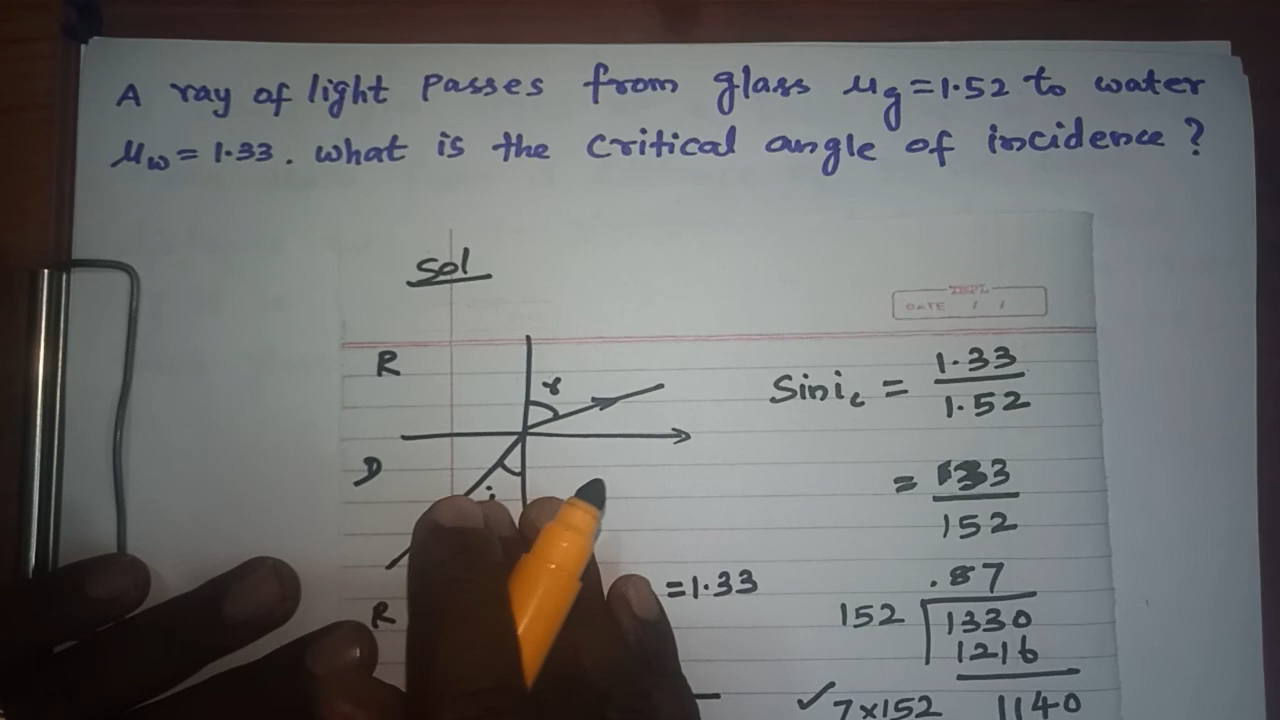 A ray of light passes from glass μg=1.52 to water
μw=1.33. what is the critical angle of incidence?
Sol
DATE / /
R
r
Sin ic = 1.33
1.52
D
i
= 133
152
R
=1.33
.87
152 1330
1216
✓7×152 1140